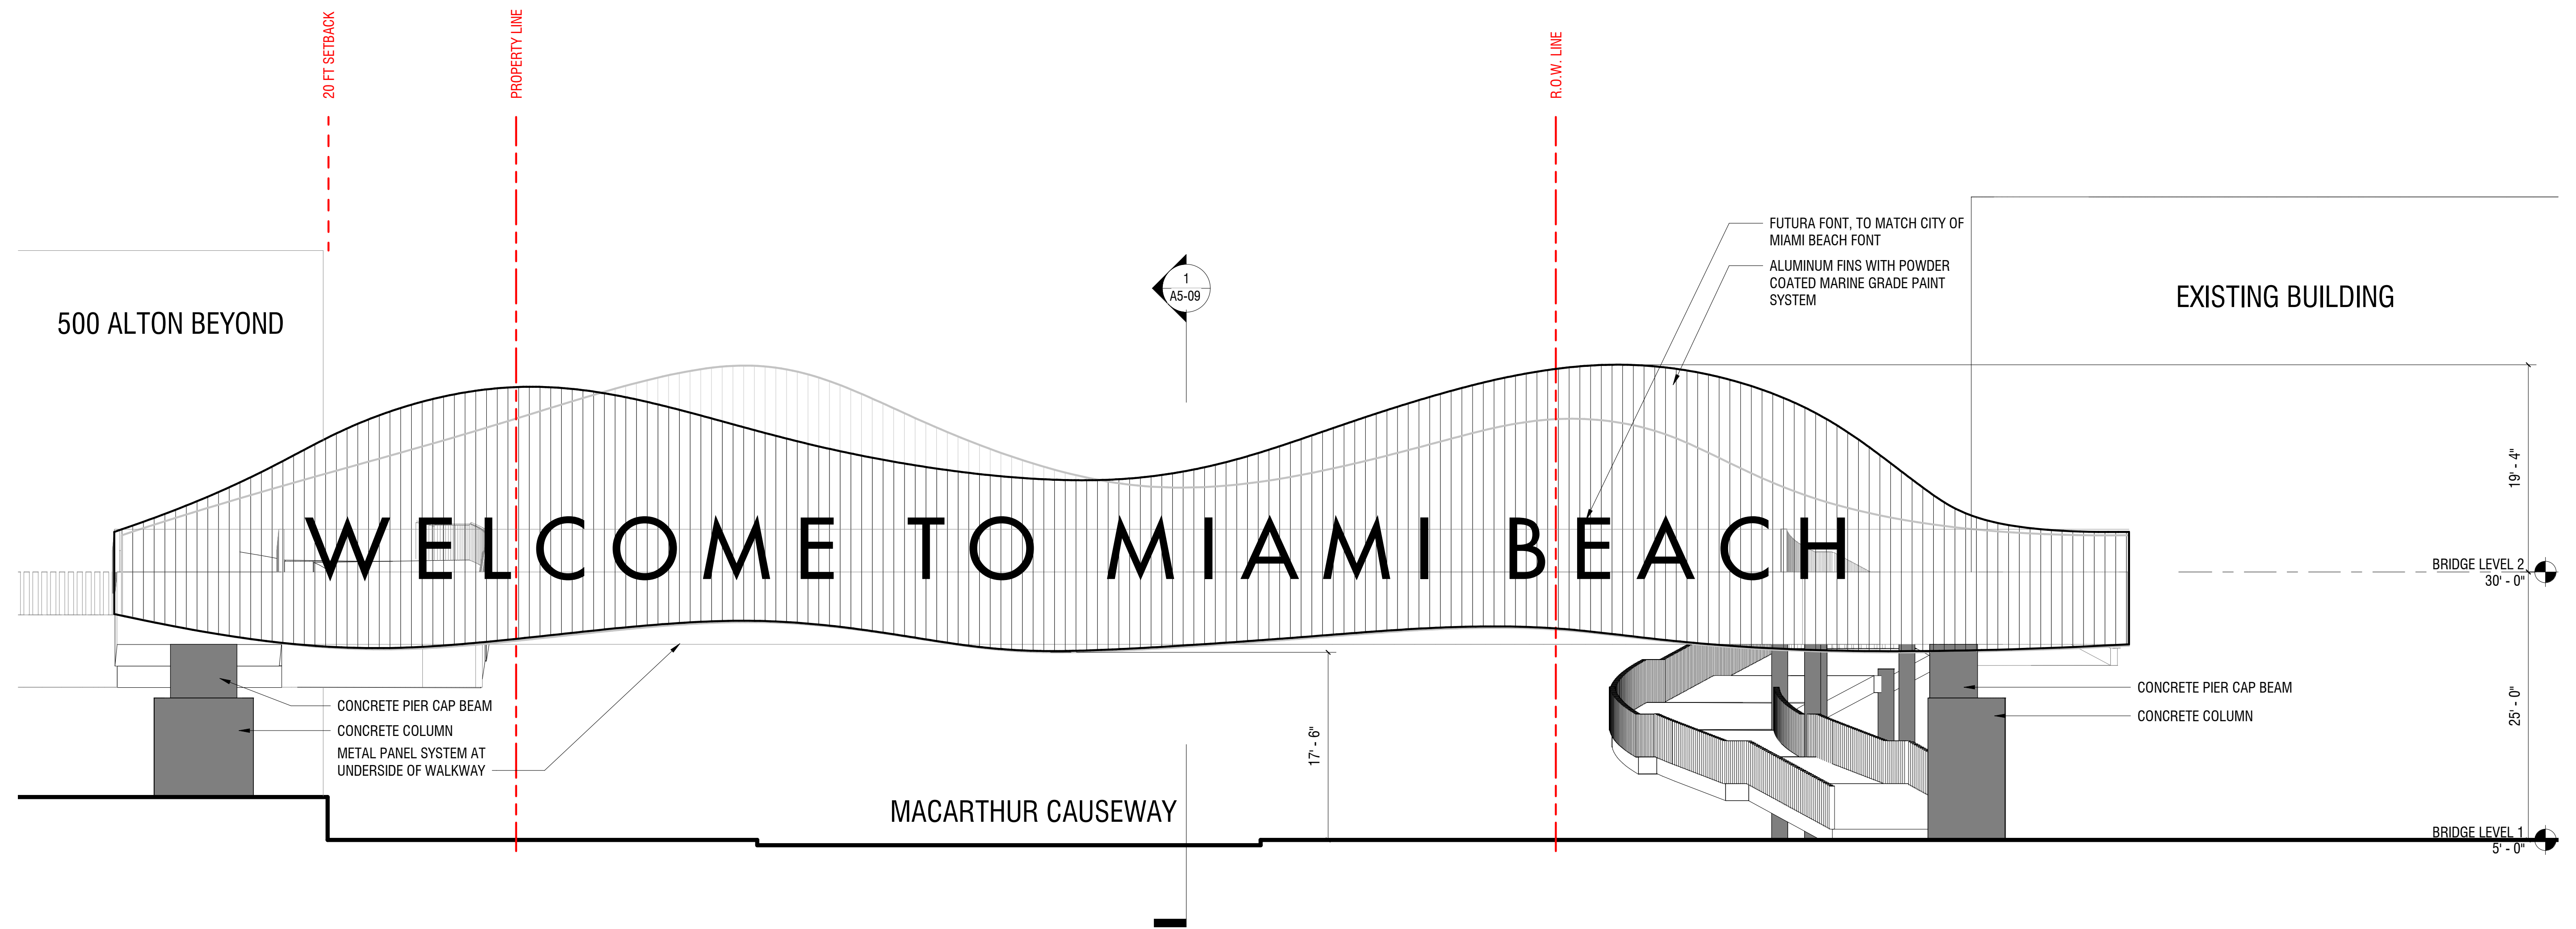 20 FT SETBACK
PROPERTY LINE
R.O.W. LINE
FUTURA FONT, TO MATCH CITY OF
MIAMI BEACH FONT
ALUMINUM FINS WITH POWDER
COATED MARINE GRADE PAINT
SYSTEM
1
A5-09
500 ALTON BEYOND
EXISTING BUILDING
19' - 4"
WELCOME TO MIAMI BEACH
BRIDGE LEVEL 2
30' - 0"
CONCRETE PIER CAP BEAM
CONCRETE COLUMN
METAL PANEL SYSTEM AT
UNDERSIDE OF WALKWAY
17' - 6"
CONCRETE PIER CAP BEAM
CONCRETE COLUMN
25' - 0"
MACARTHUR CAUSEWAY
BRIDGE LEVEL 1
5' - 0"